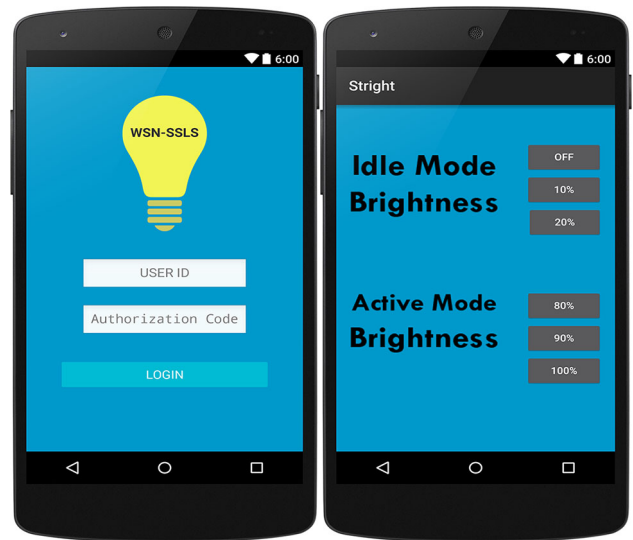 6:00
WSN-SSLS
USER ID
Authorization Code
LOGIN
6:00
Stright
Idle Mode
Brightness
OFF
10%
20%
Active Mode
Brightness
80%
90%
100%